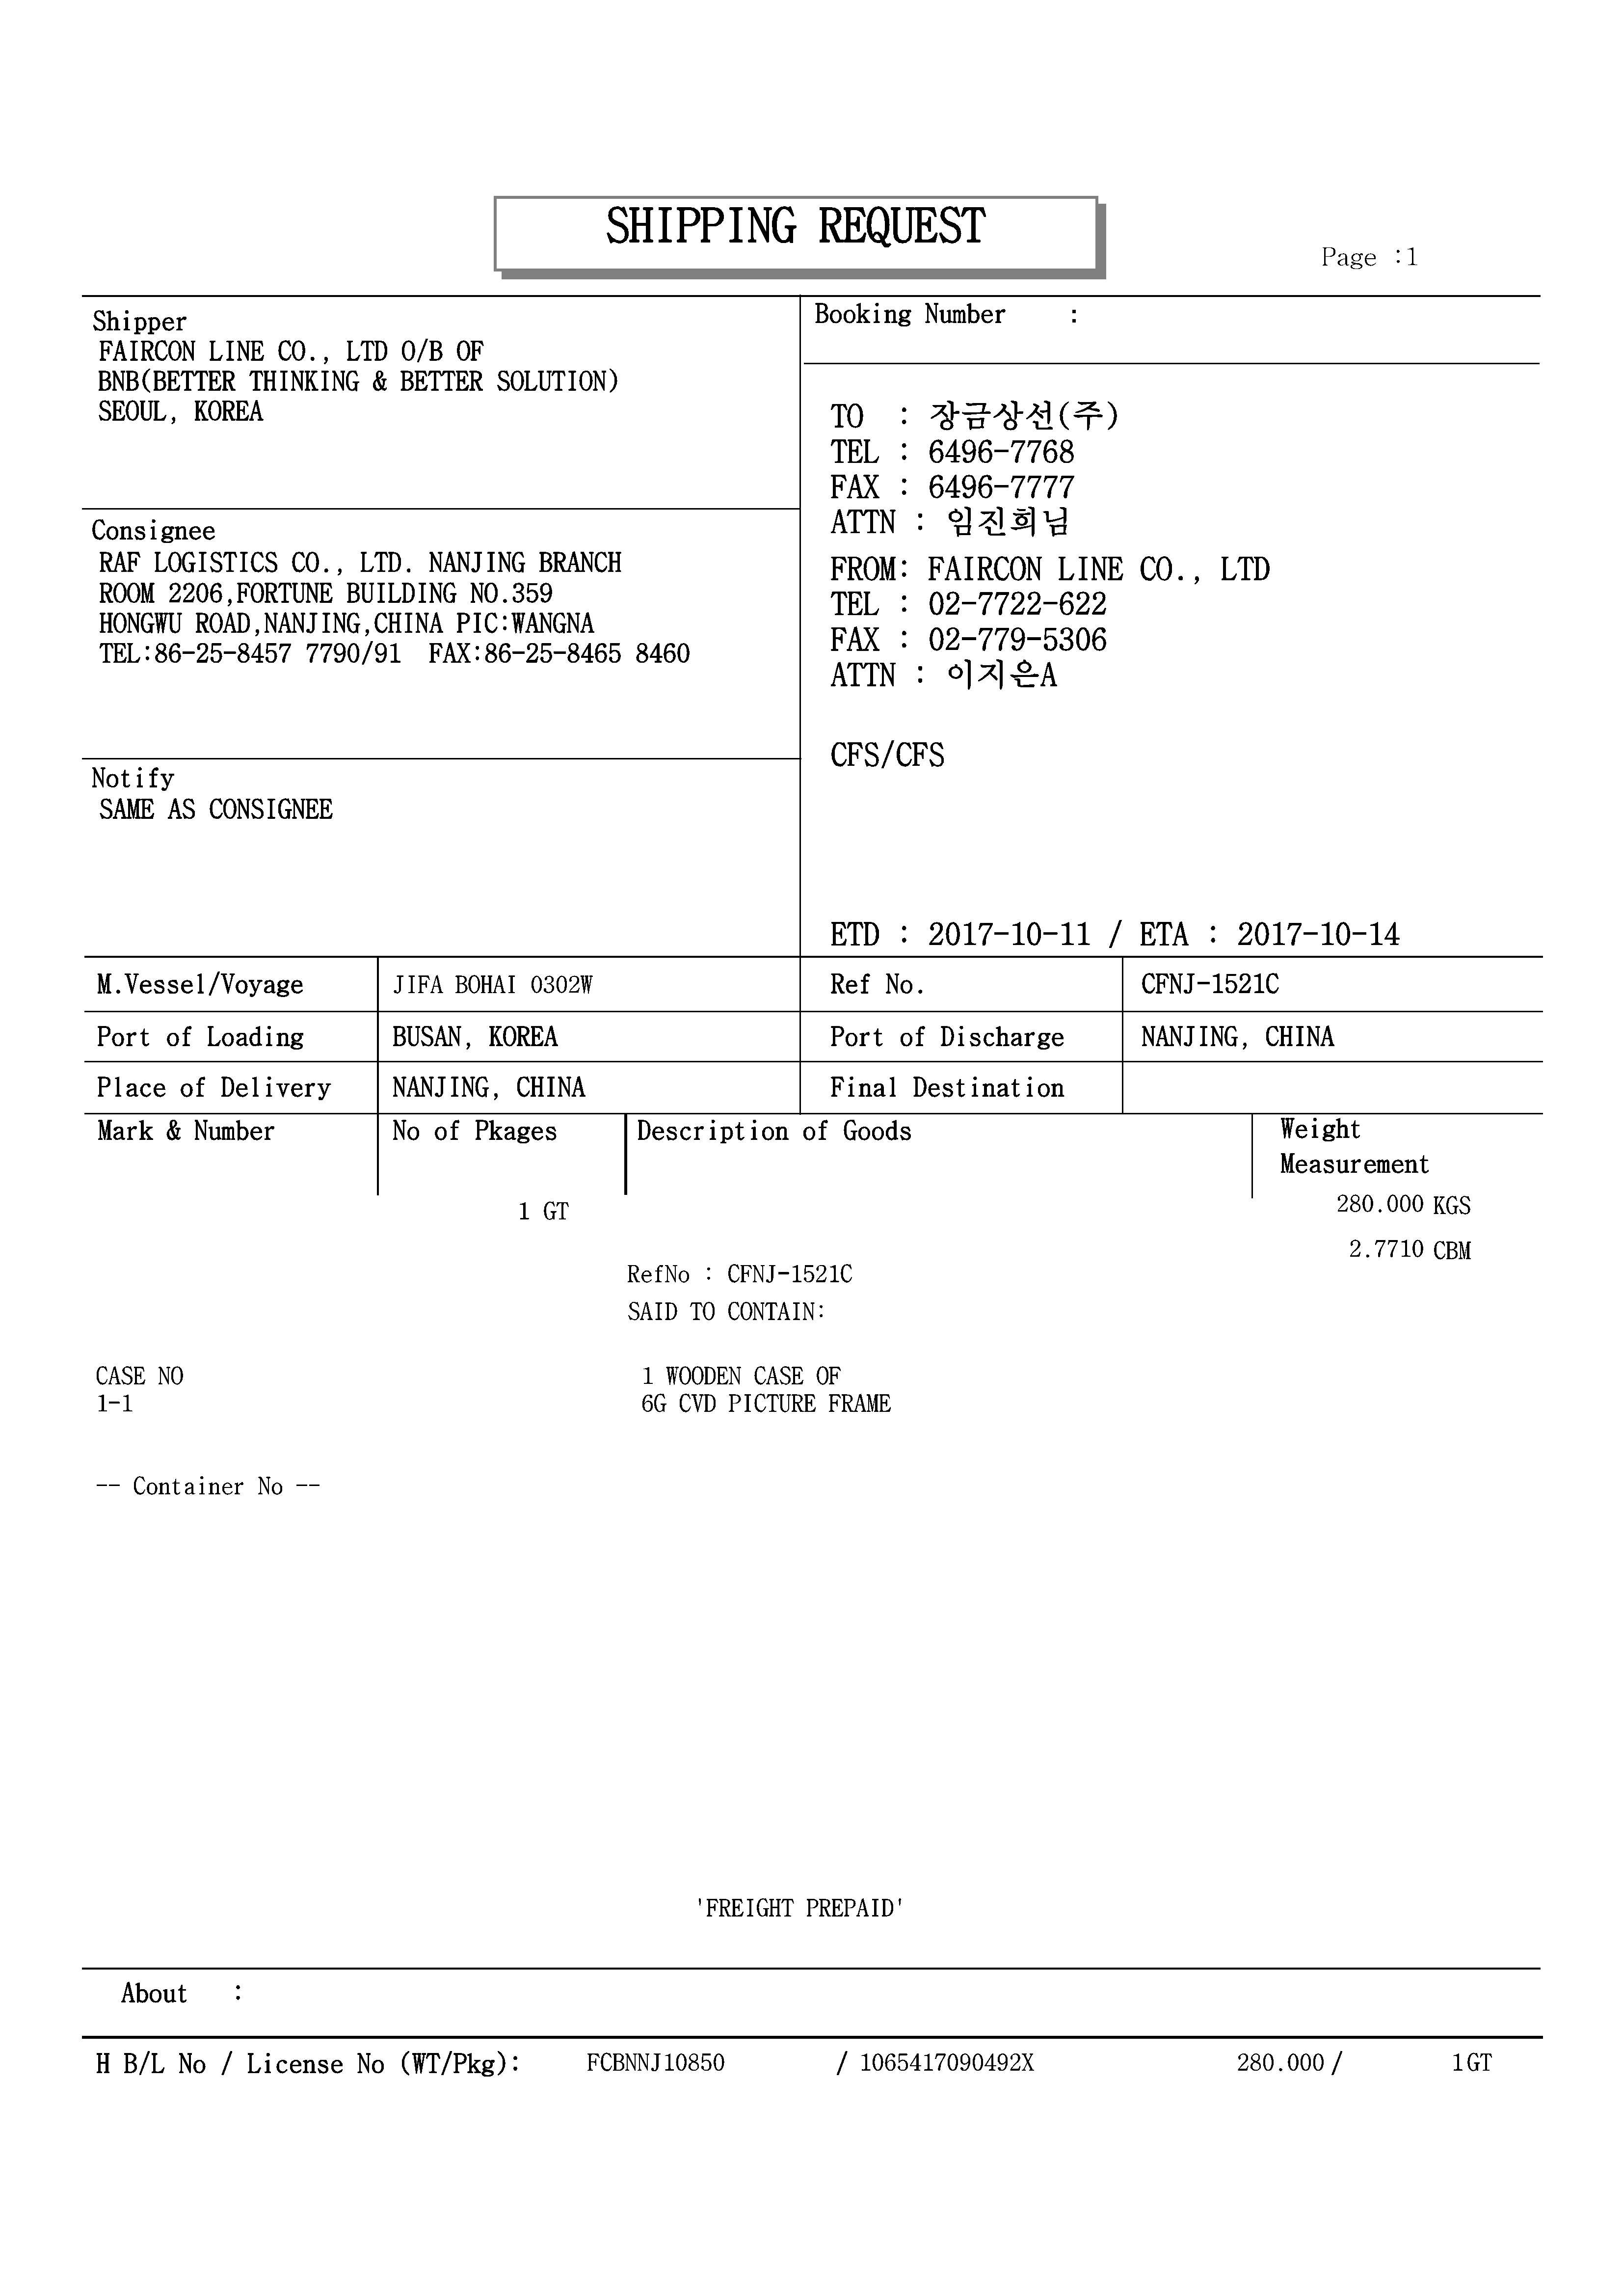 SHIPPING REQUEST
Page :1
Shipper
FAIRCON LINE CO., LTD O/B OF
BNB(BETTER THINKING & BETTER SOLUTION)
SEOUL, KOREA
Booking Number :
TO : 장금상선(주)
TEL : 6496-7768
FAX : 6496-7777
ATTN : 임진희님
FROM: FAIRCON LINE CO., LTD
TEL : 02-7722-622
FAX : 02-779-5306
ATTN : 이지은A
CFS/CFS
ETD : 2017-10-11 / ETA : 2017-10-14
Consignee
RAF LOGISTICS CO., LTD. NANJING BRANCH
ROOM 2206,FORTUNE BUILDING NO.359
HONGWU ROAD,NANJING,CHINA PIC:WANGNA
TEL:86-25-8457 7790/91 FAX:86-25-8465 8460
Notify
SAME AS CONSIGNEE
M.Vessel/Voyage JIFA BOHAI 0302W Ref No. CFNJ-1521C
Port of Loading BUSAN, KOREA Port of Discharge NANJING, CHINA
Place of Delivery NANJING, CHINA Final Destination
Mark & Number No of Pkages Description of Goods Weight
Measurement
1 GT 280.000 KGS
2.7710 CBM
RefNo : CFNJ-1521C
SAID TO CONTAIN:
CASE NO 1 WOODEN CASE OF
1-1 6G CVD PICTURE FRAME
-- Container No --
'FREIGHT PREPAID'
About :
H B/L No / License No (WT/Pkg): FCBNNJ10850 / 1065417090492X 280.000 / 1GT